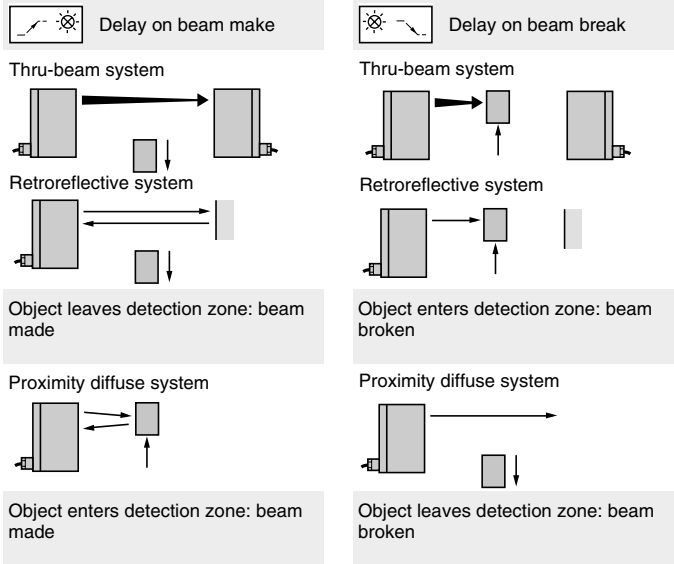 Delay on beam make
Thru-beam system
Retroreflective system
Object leaves detection zone: beam
made
Proximity diffuse system
Object enters detection zone: beam
made
Delay on beam break
Thru-beam system
Retroreflective system
Object enters detection zone: beam
broken
Proximity diffuse system
Object leaves detection zone: beam
broken